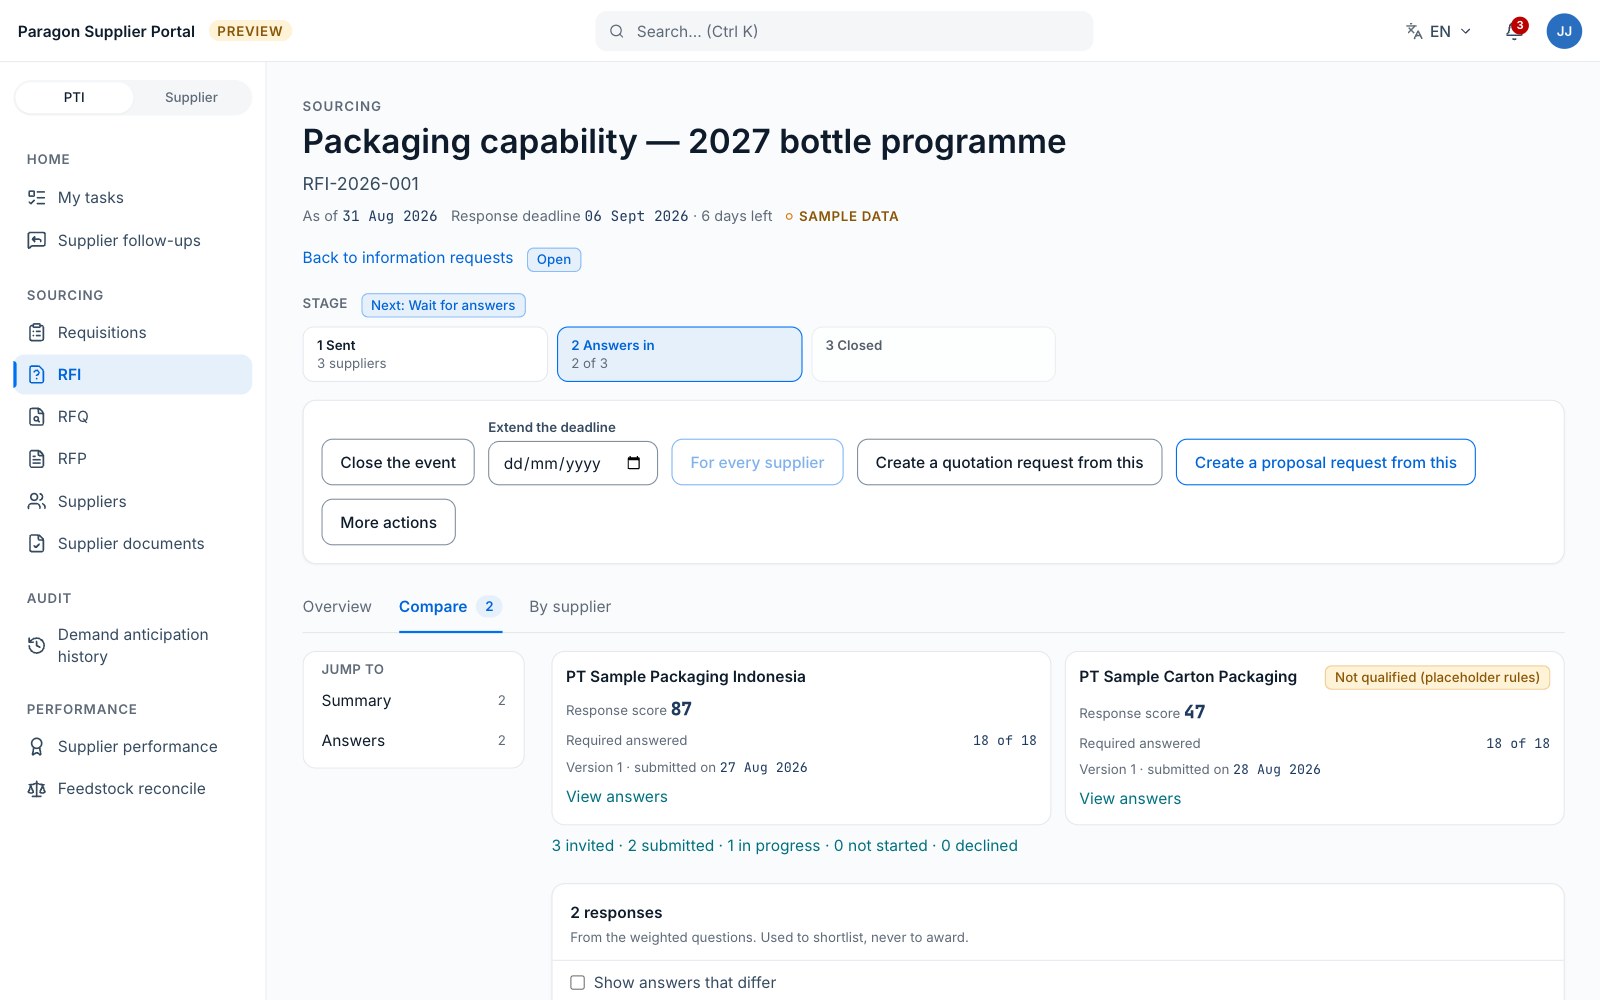 Paragon Supplier Portal PREVIEW
Search... (Ctrl K)
EN
3
JJ
PTI Supplier
HOME
My tasks
Supplier follow-ups
SOURCING
Requisitions
RFI
RFQ
RFP
Suppliers
Supplier documents
AUDIT
Demand anticipation
history
PERFORMANCE
Supplier performance
Feedstock reconcile
SOURCING
Packaging capability — 2027 bottle programme
RFI-2026-001
As of 31 Aug 2026 Response deadline 06 Sept 2026 · 6 days left SAMPLE DATA
Back to information requests Open
STAGE Next: Wait for answers
1 Sent
3 suppliers
2 Answers in
2 of 3
3 Closed
Extend the deadline
Close the event dd/mm/yyyy For every supplier Create a quotation request from this Create a proposal request from this
More actions
Overview Compare 2 By supplier
JUMP TO
Summary 2
Answers 2
PT Sample Packaging Indonesia
Response score 87
Required answered 18 of 18
Version 1 · submitted on 27 Aug 2026
View answers
PT Sample Carton Packaging Not qualified (placeholder rules)
Response score 47
Required answered 18 of 18
Version 1 · submitted on 28 Aug 2026
View answers
3 invited · 2 submitted · 1 in progress · 0 not started · 0 declined
2 responses
From the weighted questions. Used to shortlist, never to award.
Show answers that differ